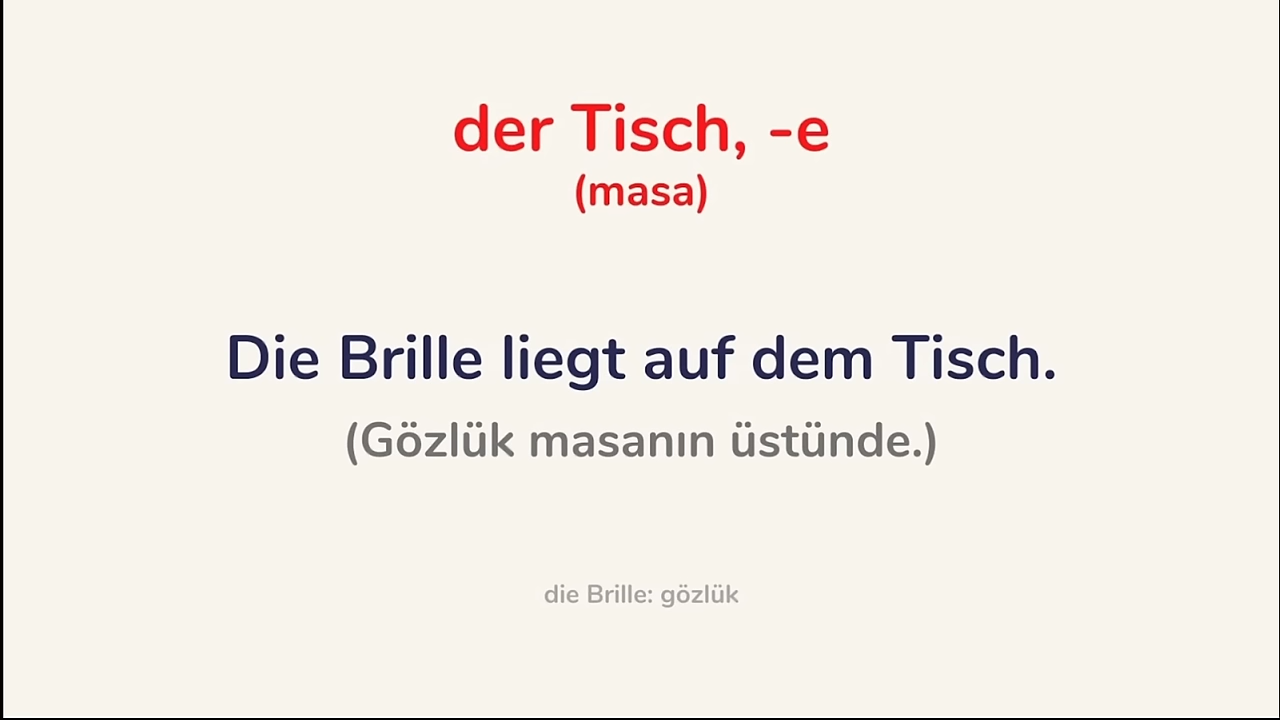 der Tisch, -e
(masa)
Die Brille liegt auf dem Tisch.
(Gözlük masanın üstünde.)
die Brille: gözlük